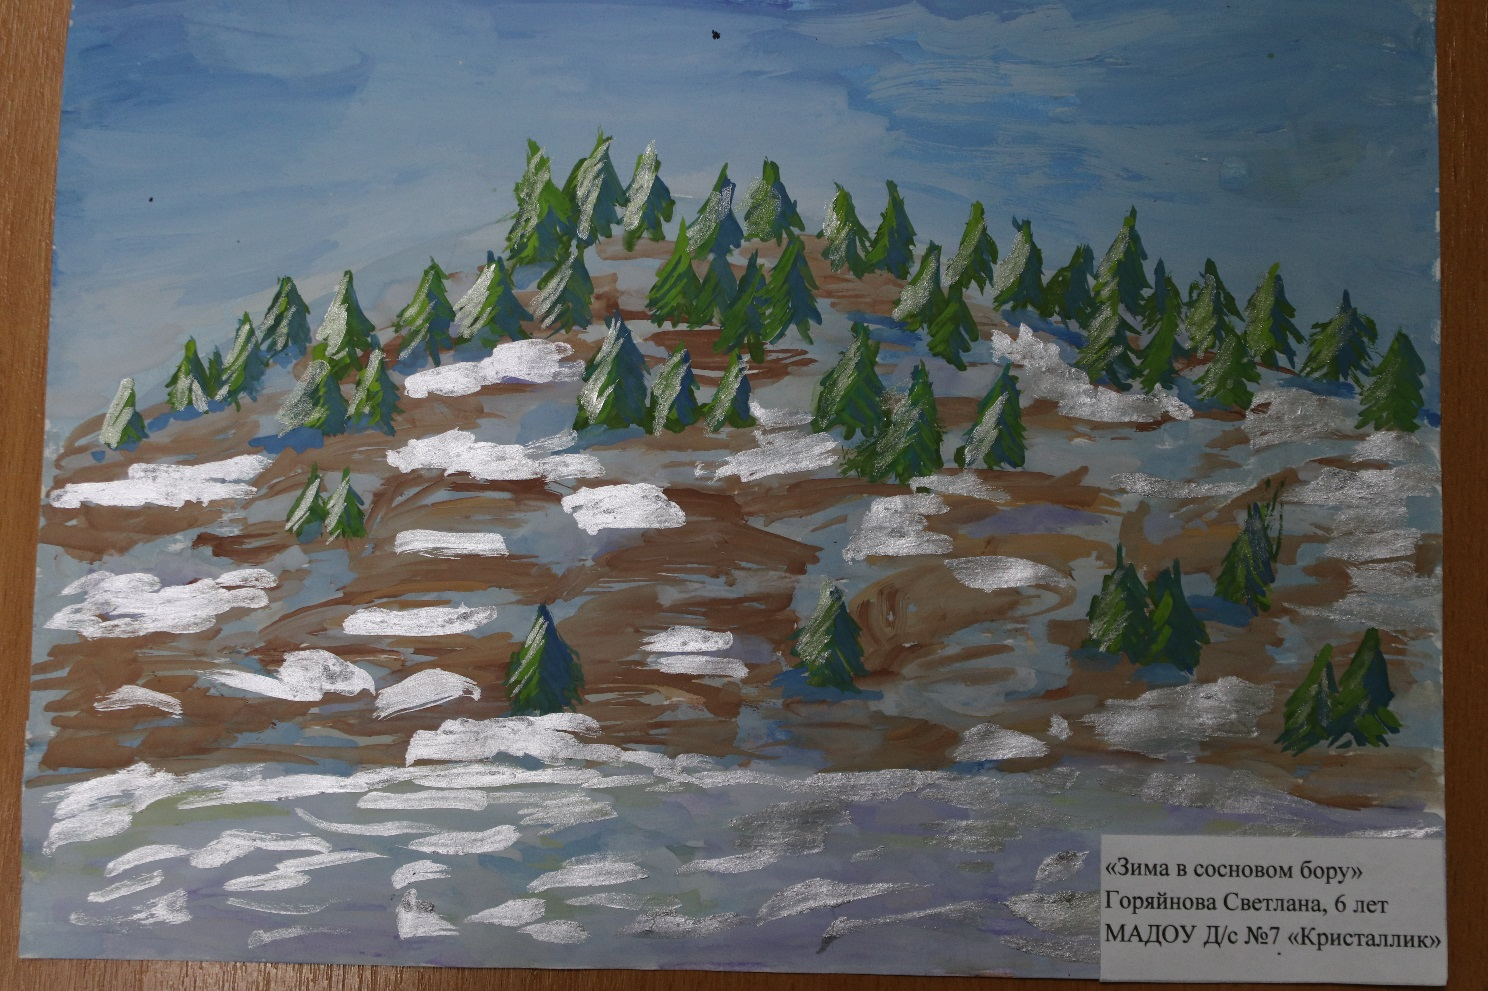 «Зима в сосновом бору»
Горяйнова Светлана, 6 лет
МАДОУ Д/с №7 «Кристаллик»